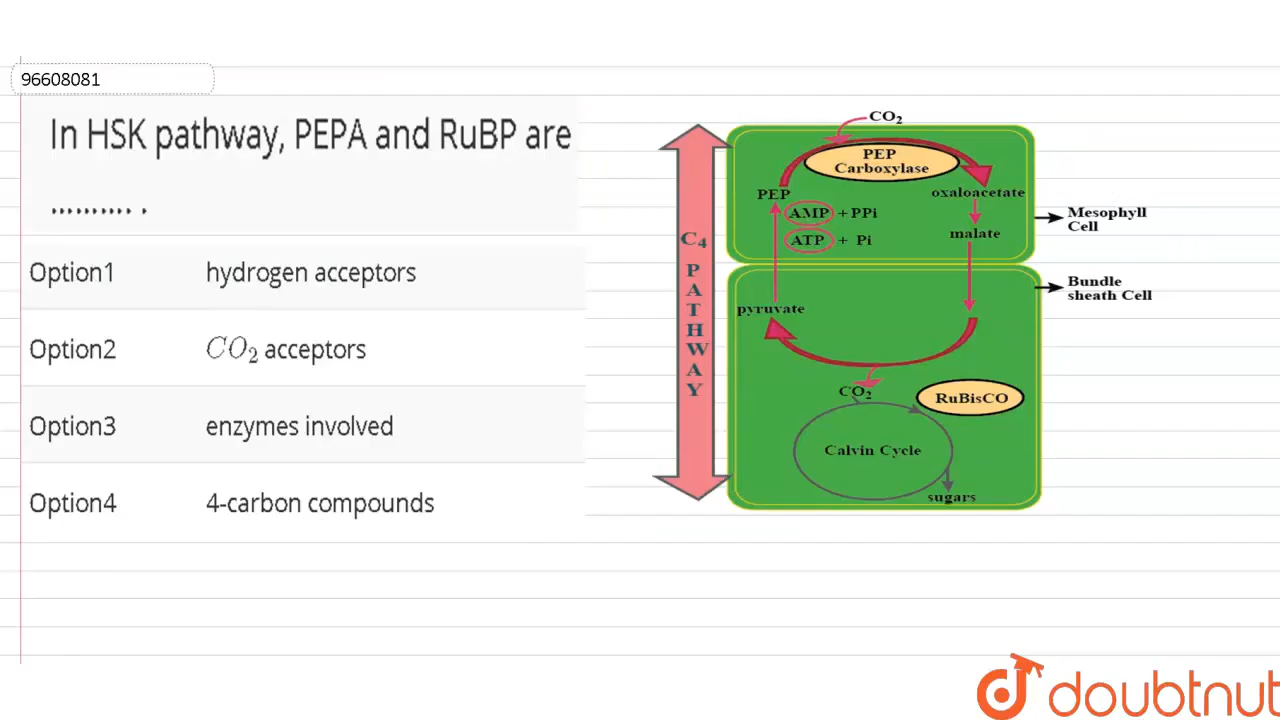 96608081
In HSK pathway, PEPA and RuBP are
.......... .
Option1 hydrogen acceptors
Option2 CO₂ acceptors
Option3 enzymes involved
Option4 4-carbon compounds
C₄
P
A
T
H
W
A
Y
CO₂
PEP
Carboxylase
PEP
oxaloacetate
AMP + PPi
ATP + Pi
malate
Mesophyll
Cell
Bundle
sheath Cell
pyruvate
CO₂
RuBisCO
Calvin Cycle
sugars
doubtnut